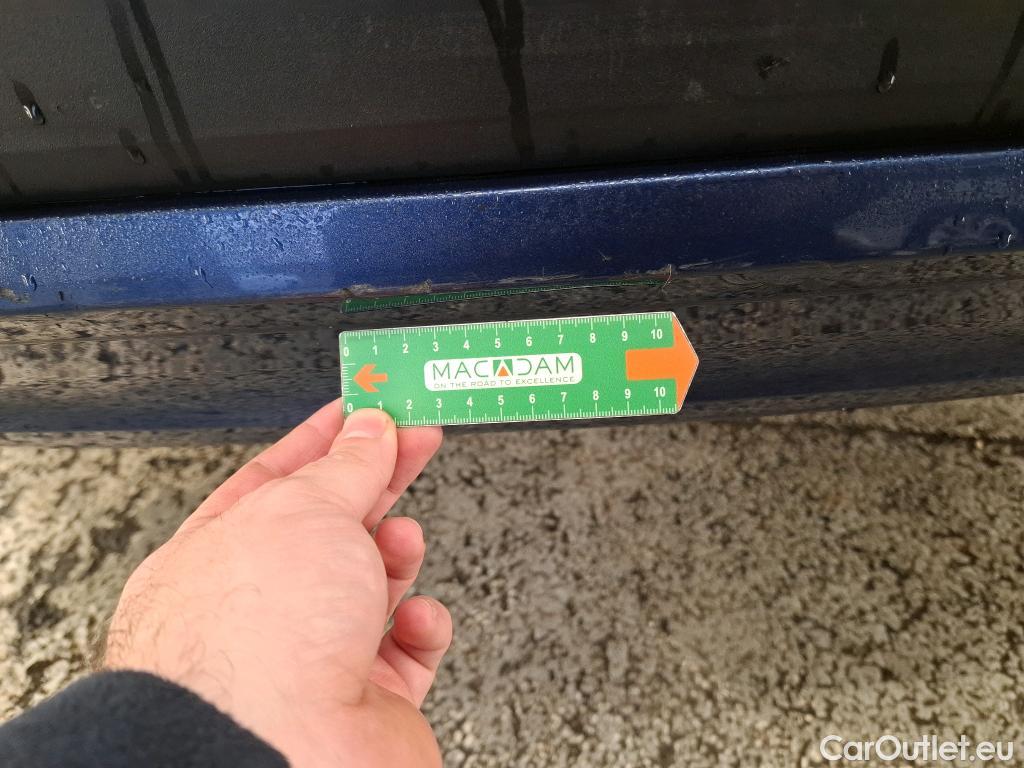 0 1 2 3 4 5 6 7 8 9 10
MACADAM
ON THE ROAD TO EXCELLENCE
0 1 2 3 4 5 6 7 8 9 10
CarOutlet.eu